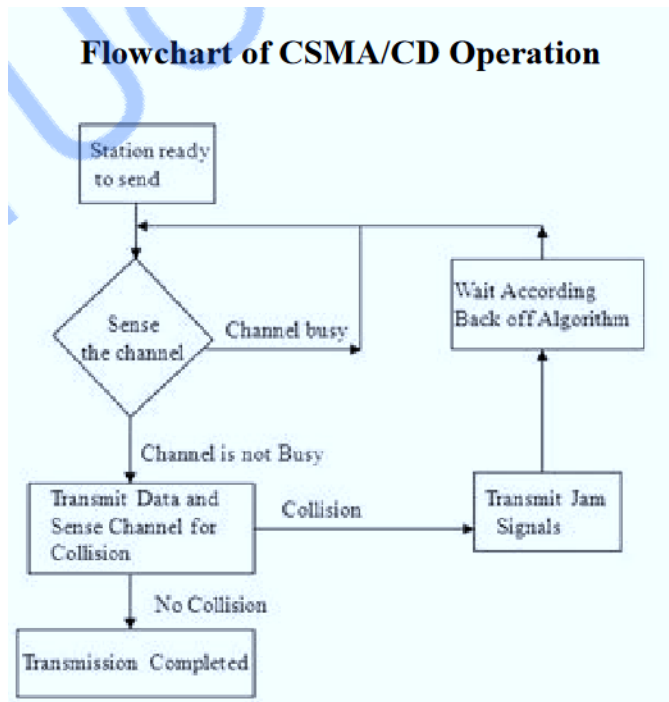 Flowchart of CSMA/CD Operation
Station ready
to send
Sense
the channel
Channel busy
Wait According
Back off Algorithm
Channel is not Busy
Transmit Data and
Sense Channel for
Collision
Collision
Transmit Jam
Signals
No Collision
Transmission Completed